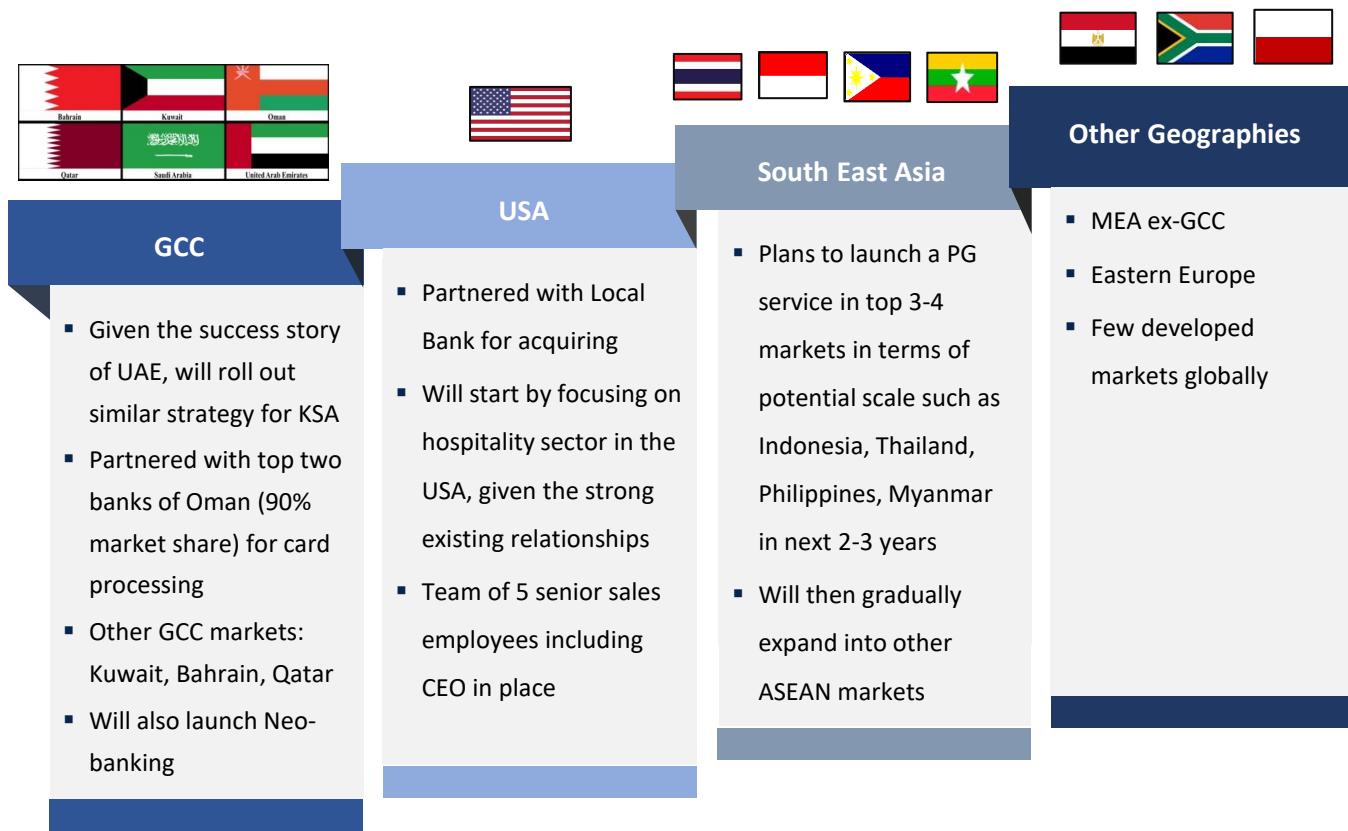 Bahrain
Kuwait
Oman
Qatar
Saudi Arabia
United Arab Emirates
GCC
▪ Given the success story
of UAE, will roll out
similar strategy for KSA
▪ Partnered with top two
banks of Oman (90%
market share) for card
processing
▪ Other GCC markets:
Kuwait, Bahrain, Qatar
▪ Will also launch Neo-
banking
USA
▪ Partnered with Local
Bank for acquiring
▪ Will start by focusing on
hospitality sector in the
USA, given the strong
existing relationships
▪ Team of 5 senior sales
employees including
CEO in place
South East Asia
▪ Plans to launch a PG
service in top 3-4
markets in terms of
potential scale such as
Indonesia, Thailand,
Philippines, Myanmar
in next 2-3 years
▪ Will then gradually
expand into other
ASEAN markets
Other Geographies
▪ MEA ex-GCC
▪ Eastern Europe
▪ Few developed
markets globally